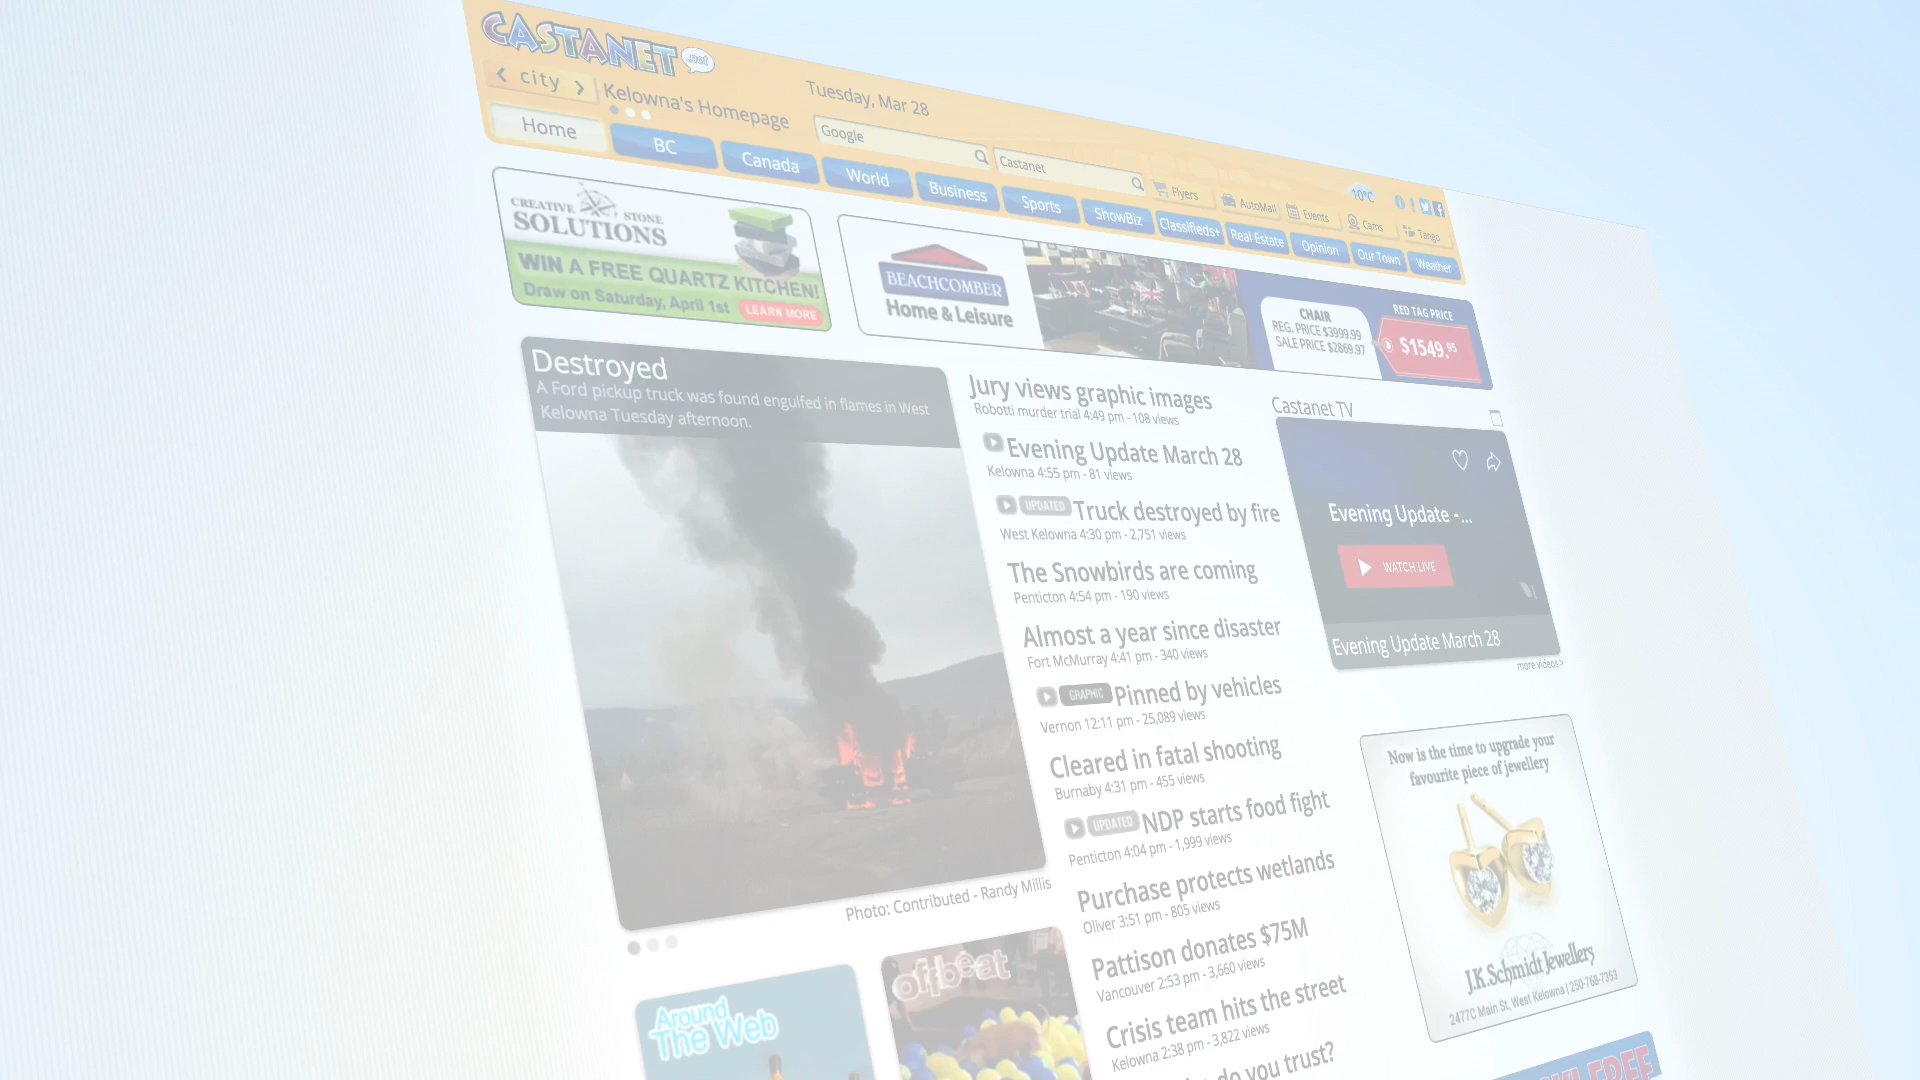 CASTANET .net
city
Kelowna's Homepage
Tuesday, Mar 28
Google
Castanet
Flyers
AutoMall
Events
Cams
Tango
10°C
Home
BC
Canada
World
Business
Sports
ShowBiz
Classifieds+
Real Estate
Opinion
Our Town
Weather
CREATIVE STONE
SOLUTIONS
WIN A FREE QUARTZ KITCHEN!
Draw on Saturday, April 1st
LEARN MORE
BEACHCOMBER
Home & Leisure
CHAIR
REG. PRICE $3999.99
SALE PRICE $2869.97
RED TAG PRICE
$1549.95
Destroyed
A Ford pickup truck was found engulfed in flames in West
Kelowna Tuesday afternoon.
Photo: Contributed - Randy Millis
Jury views graphic images
Robotti murder trial 4:49 pm - 108 views
Evening Update March 28
Kelowna 4:55 pm - 81 views
UPDATED Truck destroyed by fire
West Kelowna 4:30 pm - 2,751 views
The Snowbirds are coming
Penticton 4:54 pm - 190 views
Almost a year since disaster
Fort McMurray 4:41 pm - 340 views
GRAPHIC Pinned by vehicles
Vernon 12:11 pm - 25,089 views
Cleared in fatal shooting
Burnaby 4:31 pm - 455 views
UPDATED NDP starts food fight
Penticton 4:04 pm - 1,999 views
Purchase protects wetlands
Oliver 3:51 pm - 805 views
Pattison donates $75M
Vancouver 2:53 pm - 3,660 views
Crisis team hits the street
Kelowna 2:38 pm - 3,822 views
do you trust?
Castanet TV
Evening Update - ...
WATCH LIVE
Evening Update March 28
more videos >
Now is the time to upgrade your
favourite piece of jewellery
J.K. Schmidt Jewellers
2477C Main St, West Kelowna | 250-768-7353
Around
The Web
offbeat
FREE